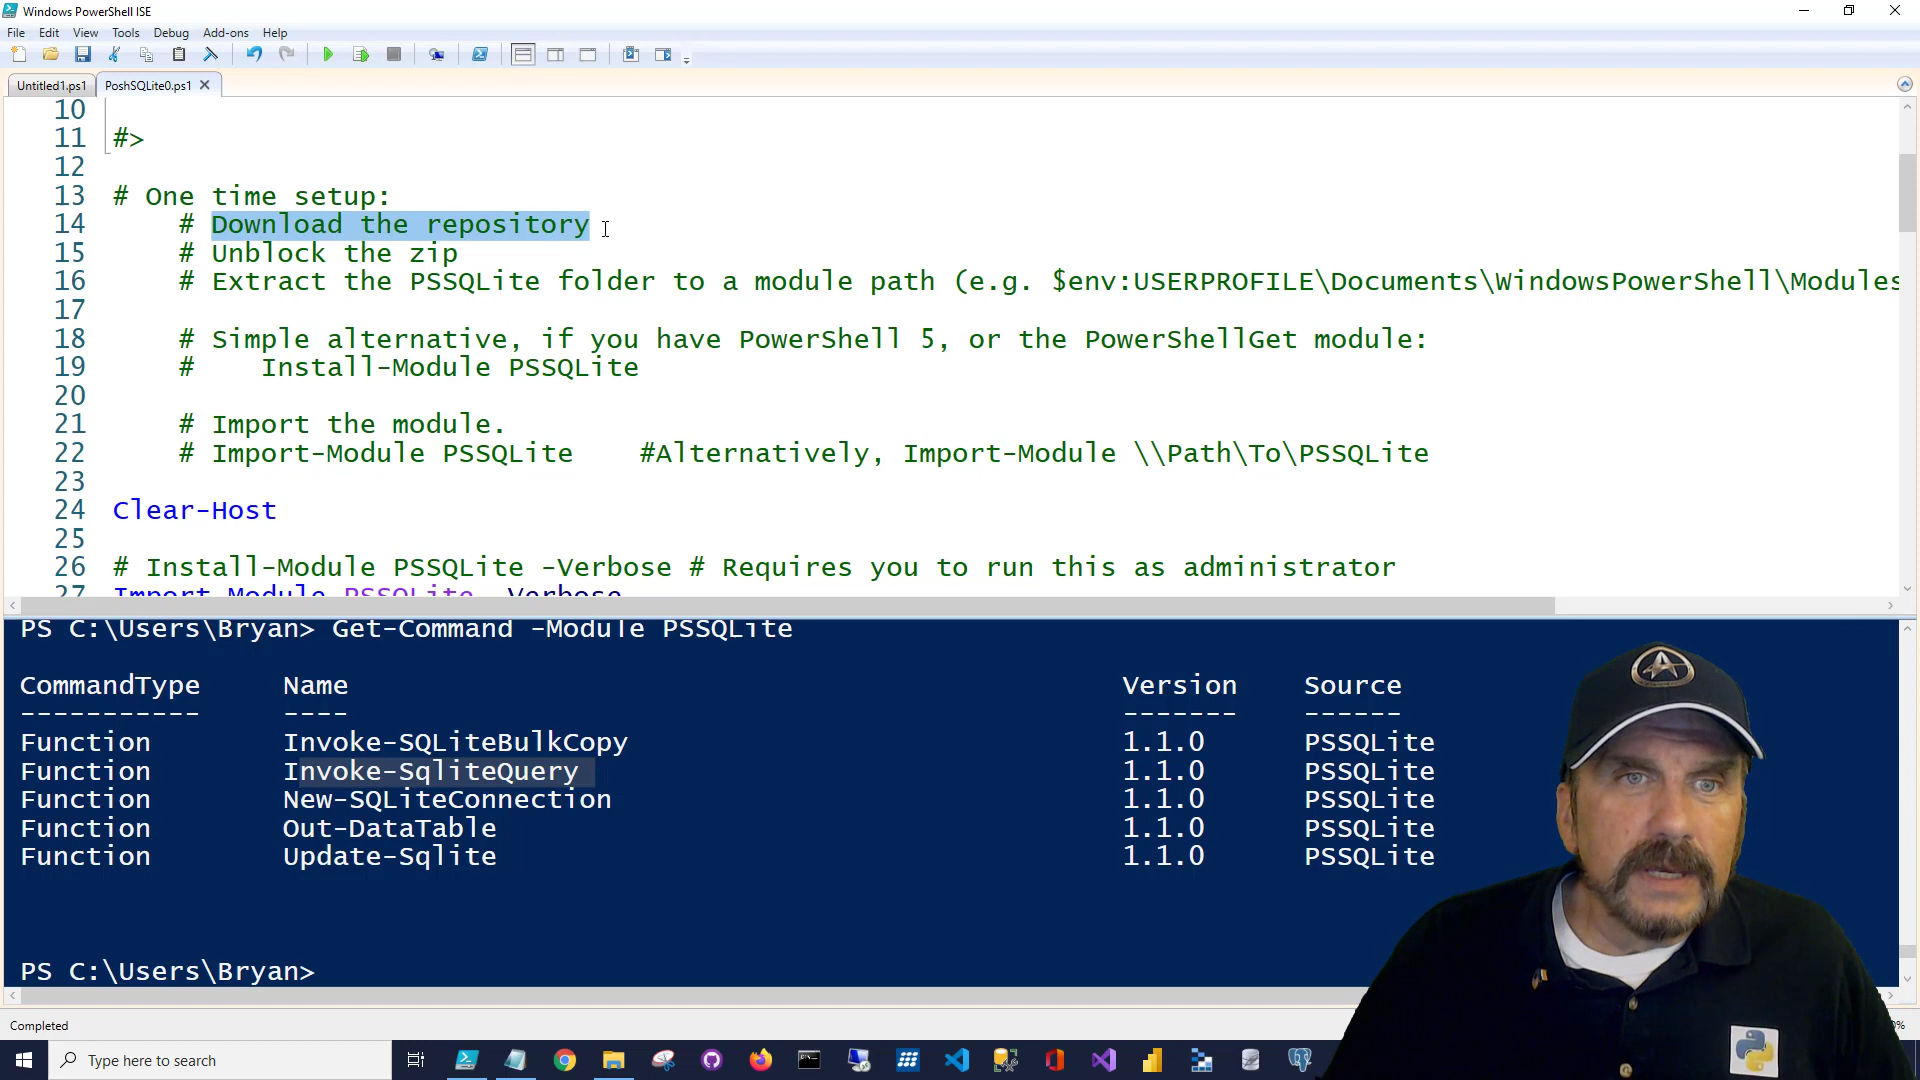 Windows PowerShell ISE
File Edit View Tools Debug Add-ons Help
Untitled1.ps1 PoshSQLite0.ps1
10
11 #>
12
13 # One time setup:
14 # Download the repository
15 # Unblock the zip
16 # Extract the PSSQLite folder to a module path (e.g. $env:USERPROFILE\Documents\WindowsPowerShell\Modules
17
18 # Simple alternative, if you have PowerShell 5, or the PowerShellGet module:
19 # Install-Module PSSQLite
20
21 # Import the module.
22 # Import-Module PSSQLite #Alternatively, Import-Module \\Path\To\PSSQLite
23
24 Clear-Host
25
26 # Install-Module PSSQLite -Verbose # Requires you to run this as administrator
27 Import-Module PSSQLite -Verbose
PS C:\Users\Bryan> Get-Command -Module PSSQLite
CommandType Name Version Source
----------- ---- ------- ------
Function Invoke-SQLiteBulkCopy 1.1.0 PSSQLite
Function Invoke-SqliteQuery 1.1.0 PSSQLite
Function New-SQLiteConnection 1.1.0 PSSQLite
Function Out-DataTable 1.1.0 PSSQLite
Function Update-Sqlite 1.1.0 PSSQLite
PS C:\Users\Bryan>
Completed
Type here to search